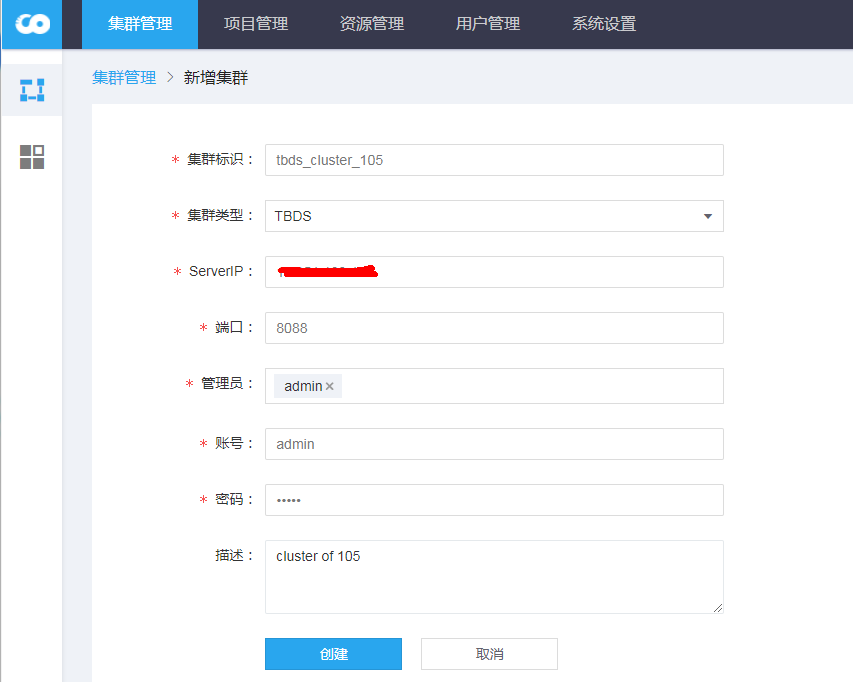 集群管理 项目管理 资源管理 用户管理 系统设置
集群管理 > 新增集群
* 集群标识： tbds_cluster_105
* 集群类型： TBDS
* ServerIP：
* 端口： 8088
* 管理员： admin ×
* 账号： admin
* 密码： •••••
描述： cluster of 105
创建 取消